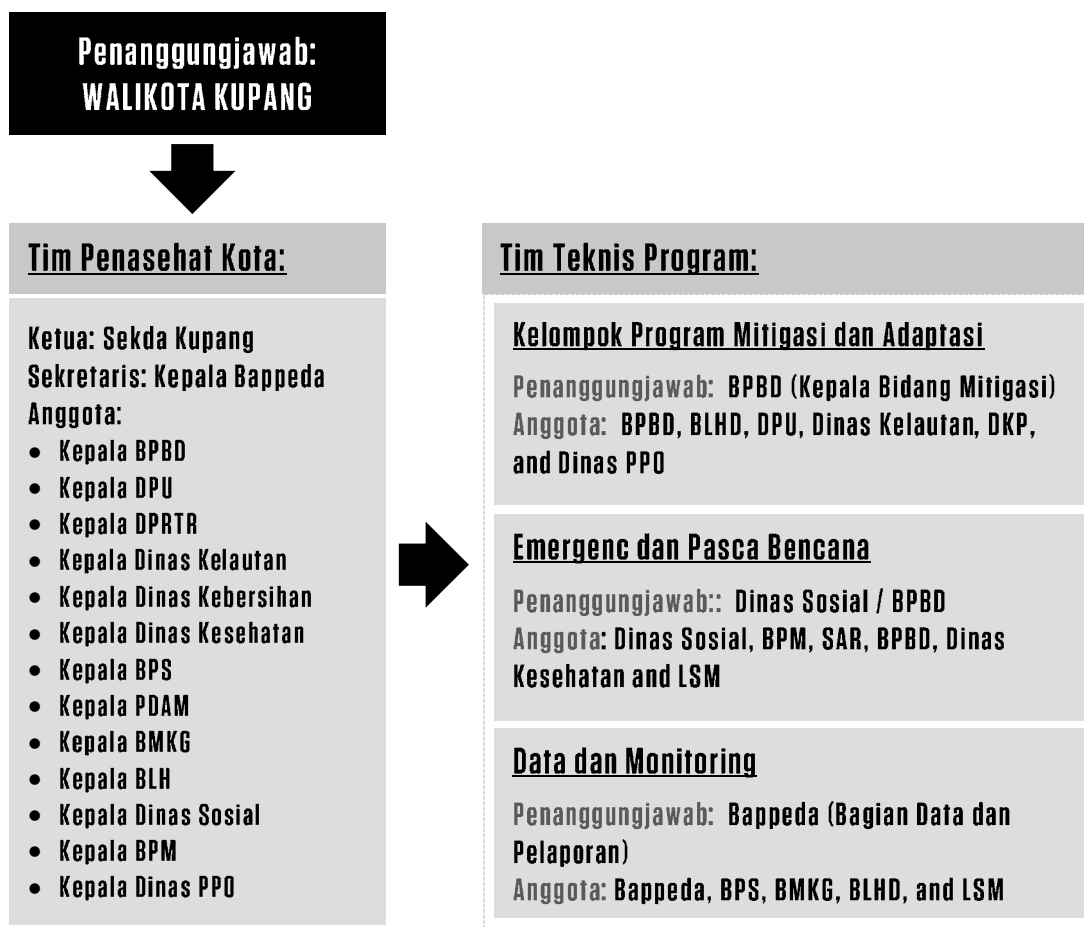 Penanggungjawab:
WALIKOTA KUPANG
Tim Penasehat Kota:
Ketua: Sekda Kupang
Sekretaris: Kepala Bappeda
Anggota:
• Kepala BPBD
• Kepala DPU
• Kepala DPRTR
• Kepala Dinas Kelautan
• Kepala Dinas Kebersihan
• Kepala Dinas Kesehatan
• Kepala BPS
• Kepala PDAM
• Kepala BMKG
• Kepala BLH
• Kepala Dinas Sosial
• Kepala BPM
• Kepala Dinas PPO
Tim Teknis Program:
Kelompok Program Mitigasi dan Adaptasi
Penanggungjawab: BPBD (Kepala Bidang Mitigasi)
Anggota: BPBD, BLHD, DPU, Dinas Kelautan, DKP,
and Dinas PPO
Emergenc dan Pasca Bencana
Penanggungjawab:: Dinas Sosial / BPBD
Anggota: Dinas Sosial, BPM, SAR, BPBD, Dinas
Kesehatan and LSM
Data dan Monitoring
Penanggungjawab: Bappeda (Bagian Data dan
Pelaporan)
Anggota: Bappeda, BPS, BMKG, BLHD, and LSM